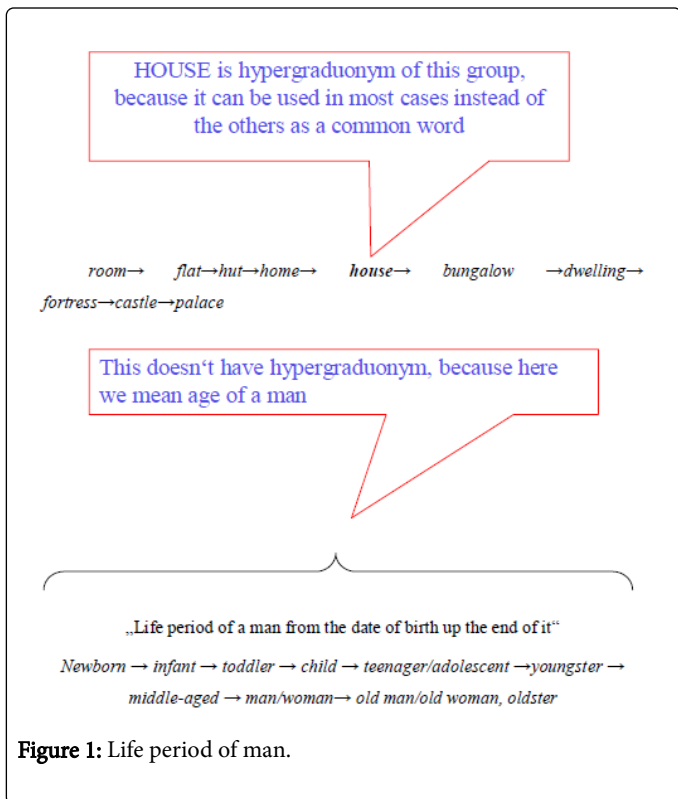 HOUSE is hypergraduonym of this group,
because it can be used in most cases instead of
the others as a common word
room→ flat→hut→home→ house→ bungalow →dwelling→
fortress→castle→palace
This doesn‘t have hypergraduonym, because here
we mean age of a man
„Life period of a man from the date of birth up the end of it“
Newborn → infant → toddler → child → teenager/adolescent →youngster →
middle-aged → man/woman→ old man/old woman, oldster
Figure 1: Life period of man.